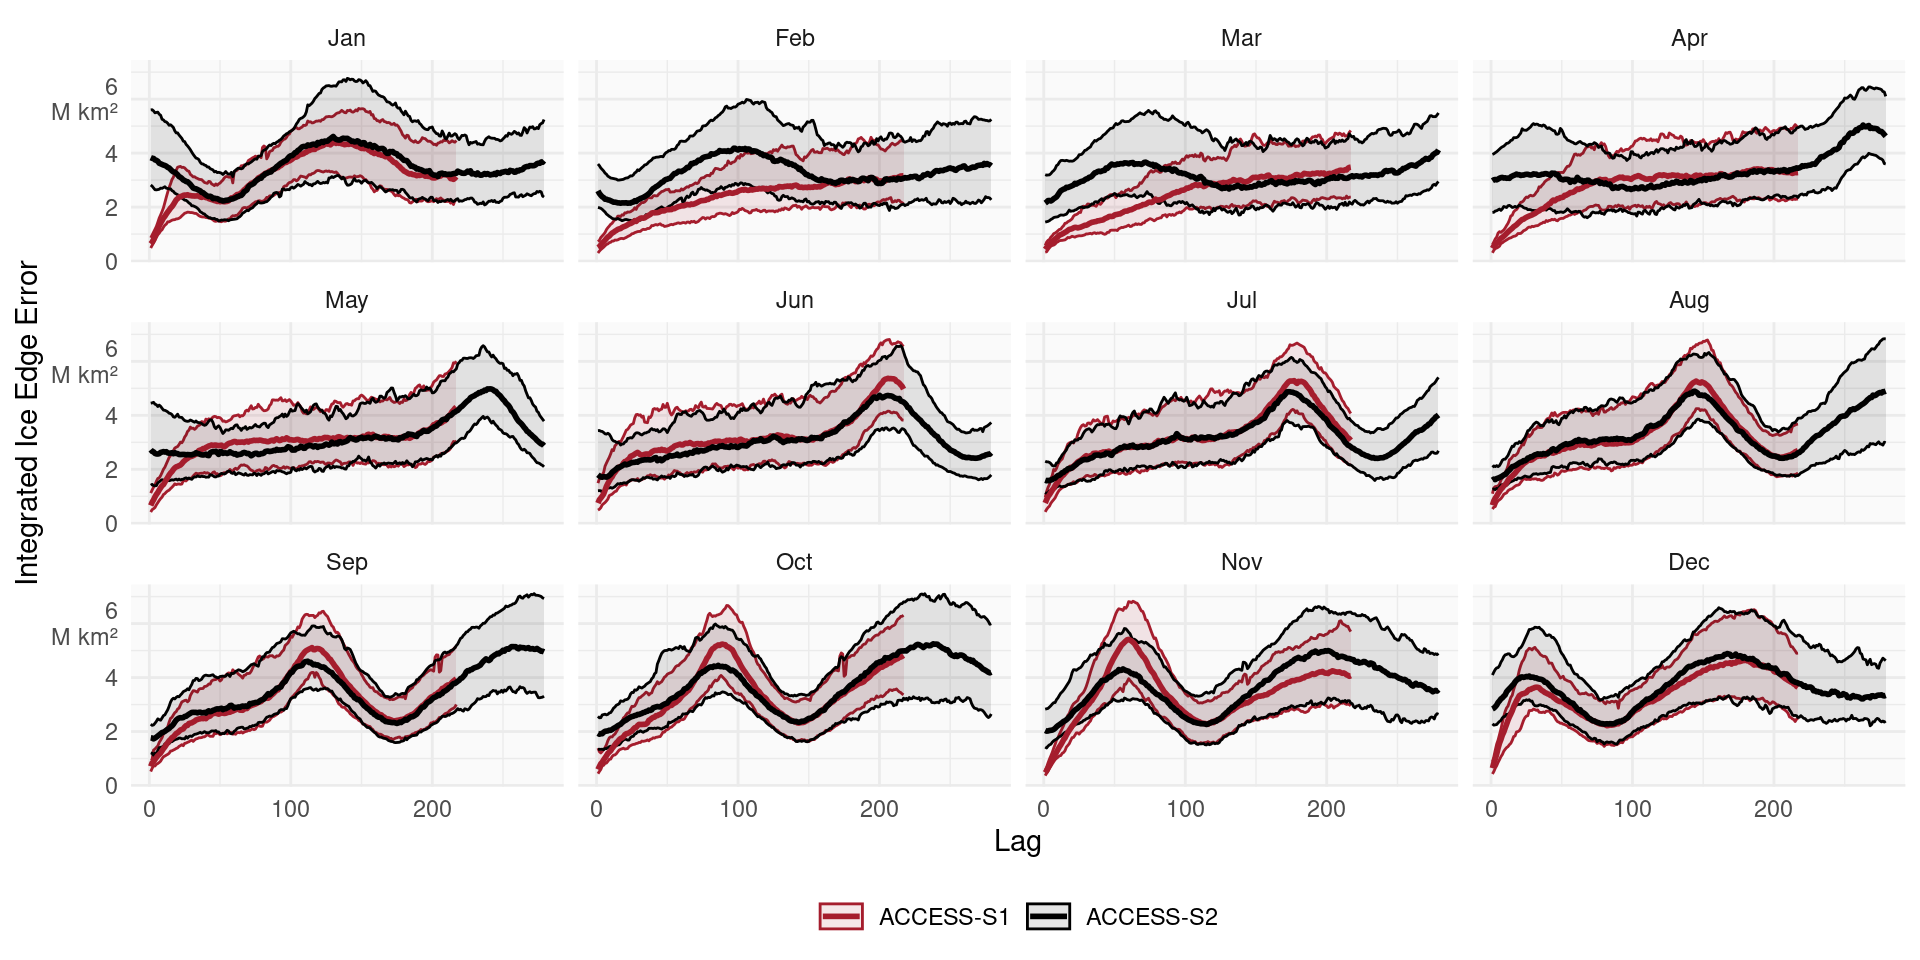 Jan Feb Mar Apr
6
M km²
4
2
0
May Jun Jul Aug
6
M km²
4
2
0
Sep Oct Nov Dec
6
M km²
4
2
0
0 100 200 0 100 200 0 100 200 0 100 200
Integrated Ice Edge Error
Lag
ACCESS-S1 ACCESS-S2